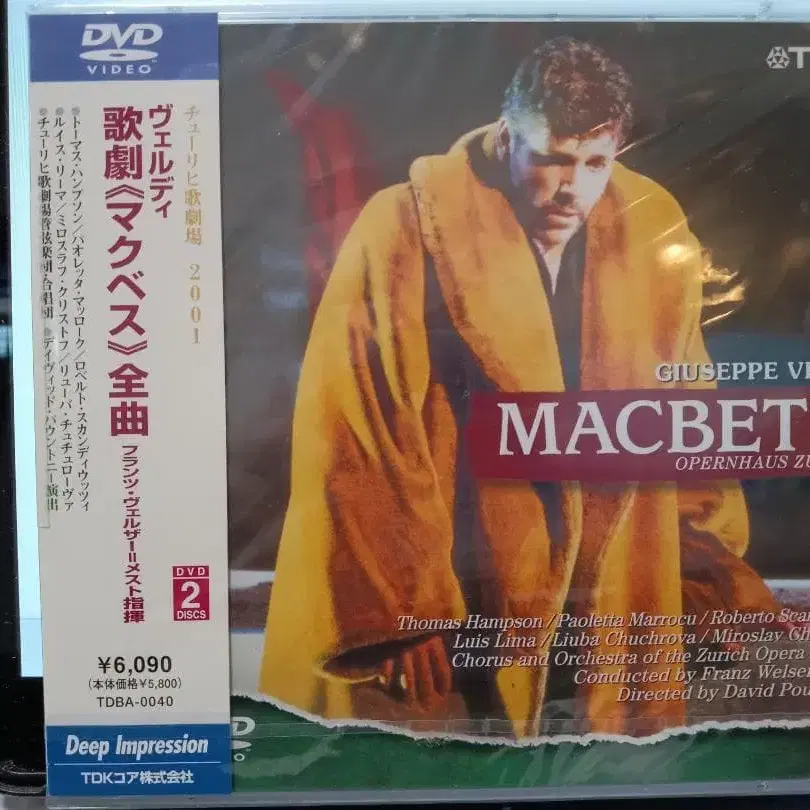 DVD
VIDEO
チューリヒ歌劇場 2001
ヴェルディ
歌劇《マクベス》全曲
フランツ・ヴェルザー=メスト指揮
●トーマス・ハンプソン/パオレッタ・マッローク/ロベルト・スカンディウッツィ
●ルイス・リーマ/ミロスラフ・クリストフ/リューバ・チュチュローヴァ
●チューリヒ歌劇場管弦楽団・合唱団 ●デイヴィッド・パウントニー演出
DVD
2
DISCS
¥6,090
(本体価格¥5,800)
TDBA-0040
Deep Impression
TDKコア株式会社
T
GIUSEPPE VE
MACBET
OPERNHAUS ZU
Thomas Hampson / Paoletta Marrocu / Roberto Scan
Luis Lima / Liuba Chuchrova / Miroslav Ch
Chorus and Orchestra of the Zurich Opera
Conducted by Franz Welser
Directed by David Pou